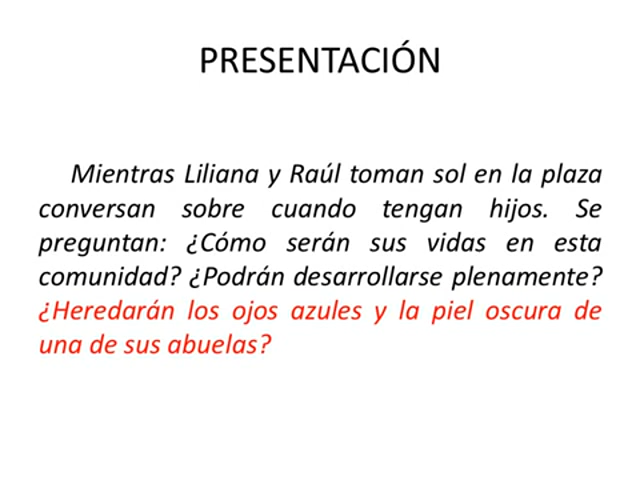 PRESENTACIÓN
Mientras Liliana y Raúl toman sol en la plaza
conversan sobre cuando tengan hijos. Se
preguntan: ¿Cómo serán sus vidas en esta
comunidad? ¿Podrán desarrollarse plenamente?
¿Heredarán los ojos azules y la piel oscura de
una de sus abuelas?